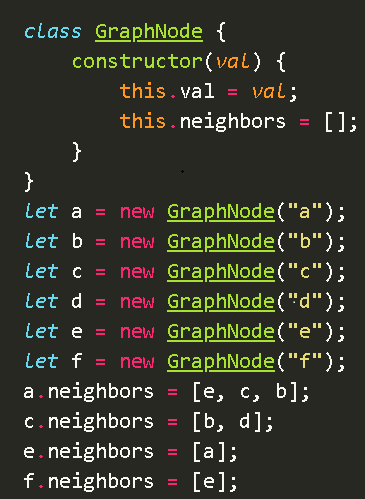 class GraphNode {
    constructor(val) {
        this.val = val;
        this.neighbors = [];
    }
}
let a = new GraphNode("a");
let b = new GraphNode("b");
let c = new GraphNode("c");
let d = new GraphNode("d");
let e = new GraphNode("e");
let f = new GraphNode("f");
a.neighbors = [e, c, b];
c.neighbors = [b, d];
e.neighbors = [a];
f.neighbors = [e];